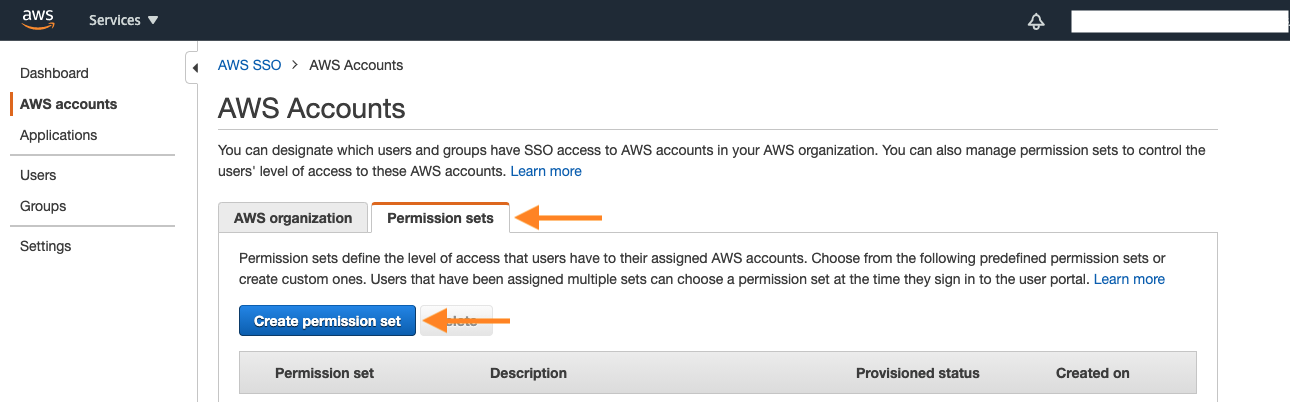 aws
Services
Dashboard
AWS accounts
Applications
Users
Groups
Settings
AWS SSO > AWS Accounts
AWS Accounts
You can designate which users and groups have SSO access to AWS accounts in your AWS organization. You can also manage permission sets to control the
users' level of access to these AWS accounts. Learn more
AWS organization
Permission sets
Permission sets define the level of access that users have to their assigned AWS accounts. Choose from the following predefined permission sets or
create custom ones. Users that have been assigned multiple sets can choose a permission set at the time they sign in to the user portal. Learn more
Create permission set
Permission set Description Provisioned status Created on